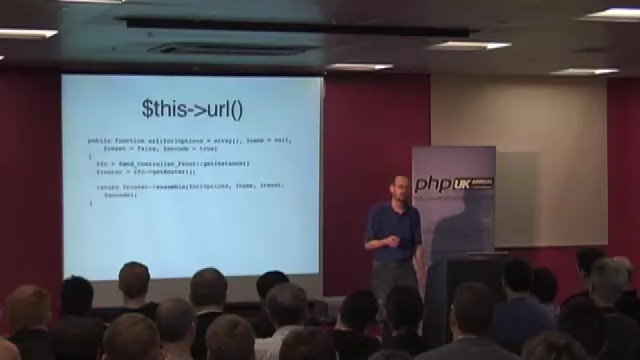 $this->url()
public function url($urlOptions = array(), $name = null,
$reset = false, $encode = true)
{
$fc = Zend_Controller_Front::getInstance()
$router = $fc->getRouter();
return $router->assemble($urlOptions, $name, $reset,
$encode);
}
php UK ANNUAL